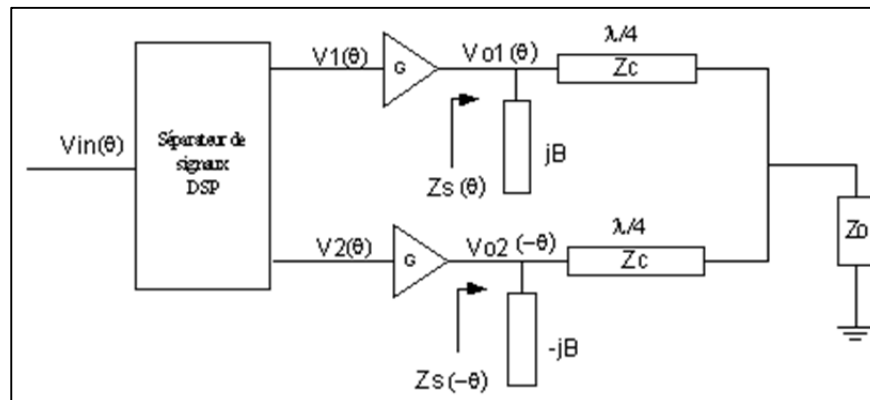 λ/4
V1(θ)
G
Vo1(θ)
Zc
Vin(θ)
Séparateur de
signaux
DSP
jB
Zs(θ)
λ/4
Zo
V2(θ)
G
Vo2(-θ)
Zc
-jB
Zs(-θ)